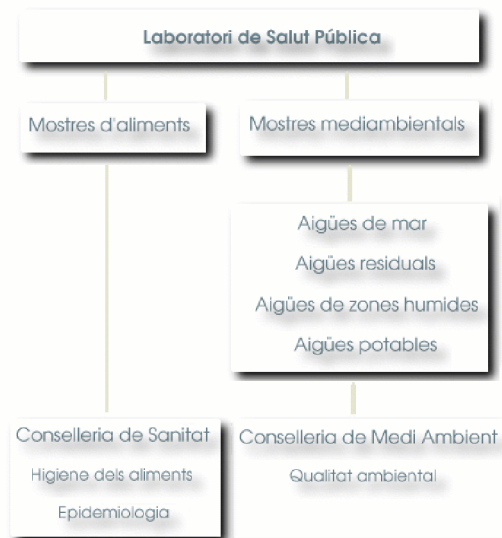 Laboratori de Salut Pública
Mostres d'aliments
Mostres mediambientals
Aigües de mar
Aigües residuals
Aigües de zones humides
Aigües potables
Conselleria de Sanitat
Higiene dels aliments
Epidemiologia
Conselleria de Medi Ambient
Qualitat ambiental